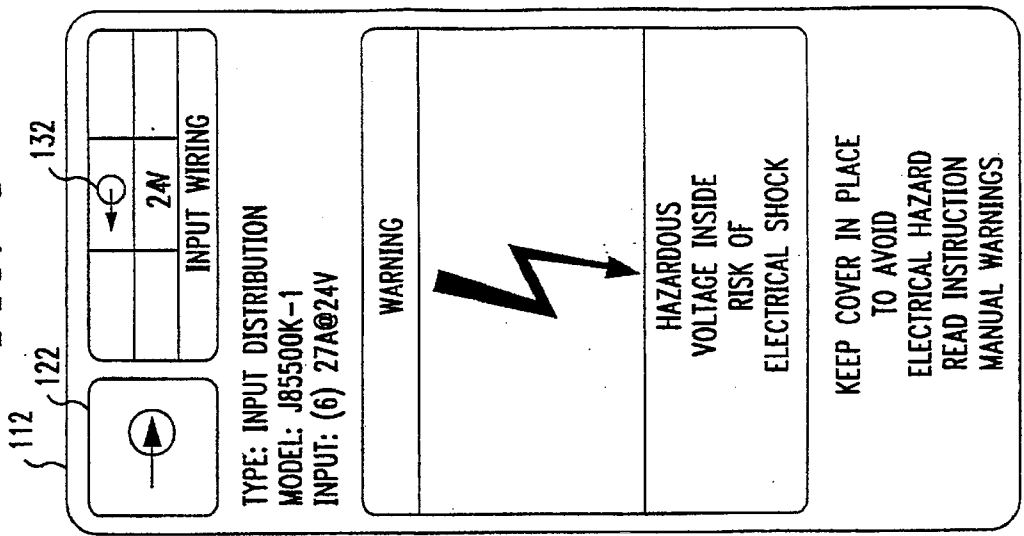 112
122
132
24V
INPUT WIRING
TYPE: INPUT DISTRIBUTION
MODEL: J85500K-1
INPUT: (6) 27A@24V
WARNING
HAZARDOUS
VOLTAGE INSIDE
RISK OF
ELECTRICAL SHOCK
KEEP COVER IN PLACE
TO AVOID
ELECTRICAL HAZARD
READ INSTRUCTION
MANUAL WARNINGS